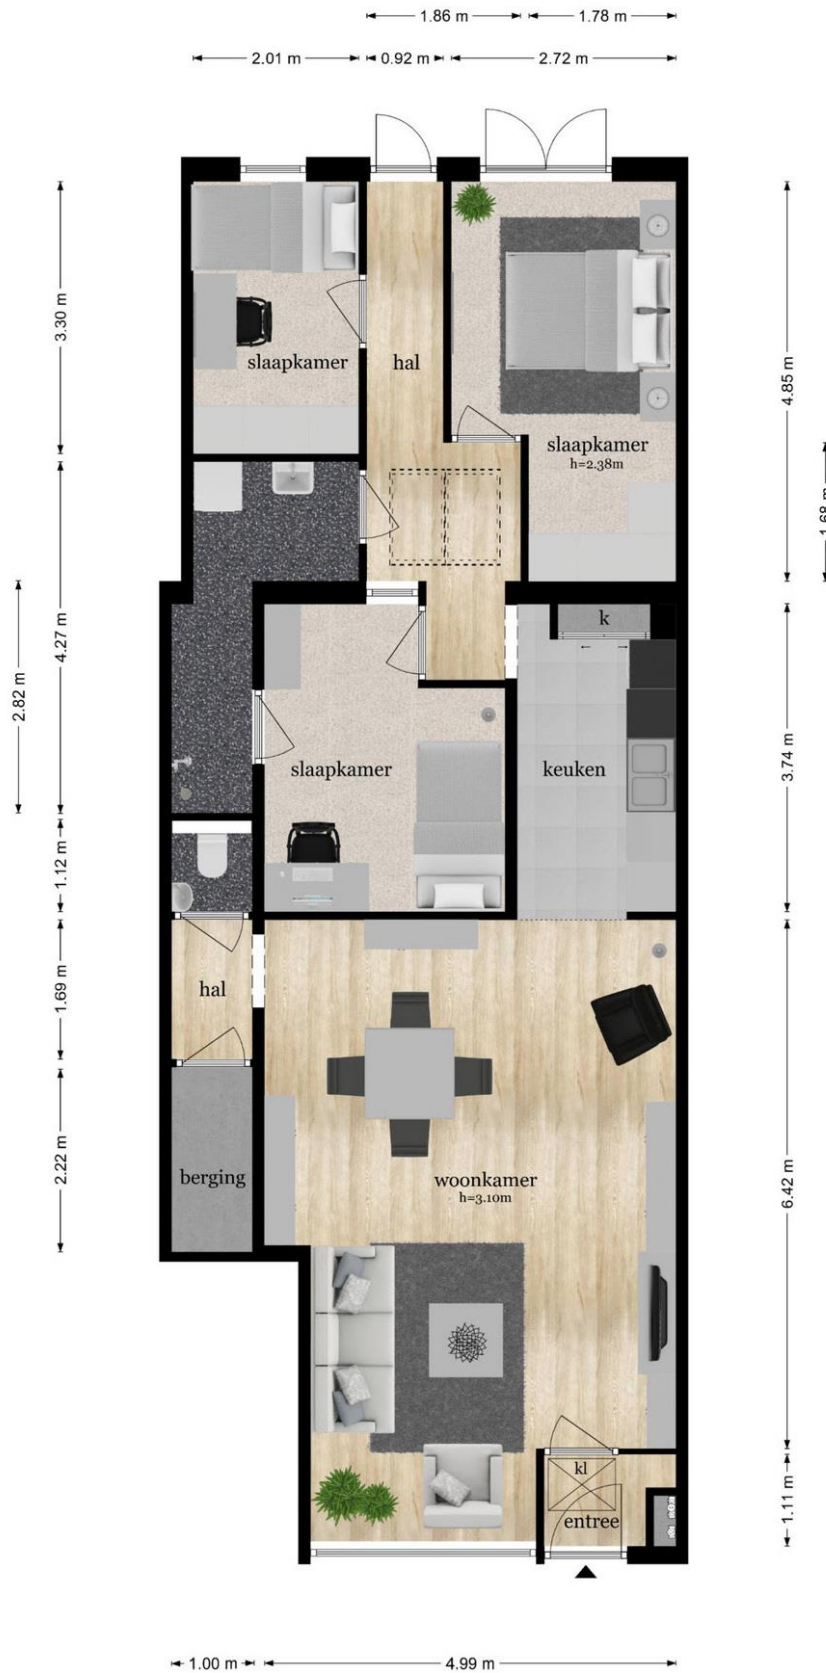 1.86 m
1.78 m
2.01 m
0.92 m
2.72 m
3.30 m
slaapkamer
hal
slaapkamer
h=2.38m
4.85 m
1.68 m
4.27 m
2.82 m
k
slaapkamer
keuken
3.74 m
1.12 m
1.69 m
hal
2.22 m
berging
woonkamer
h=3.10m
6.42 m
kl
entree
1.11 m
1.00 m
4.99 m